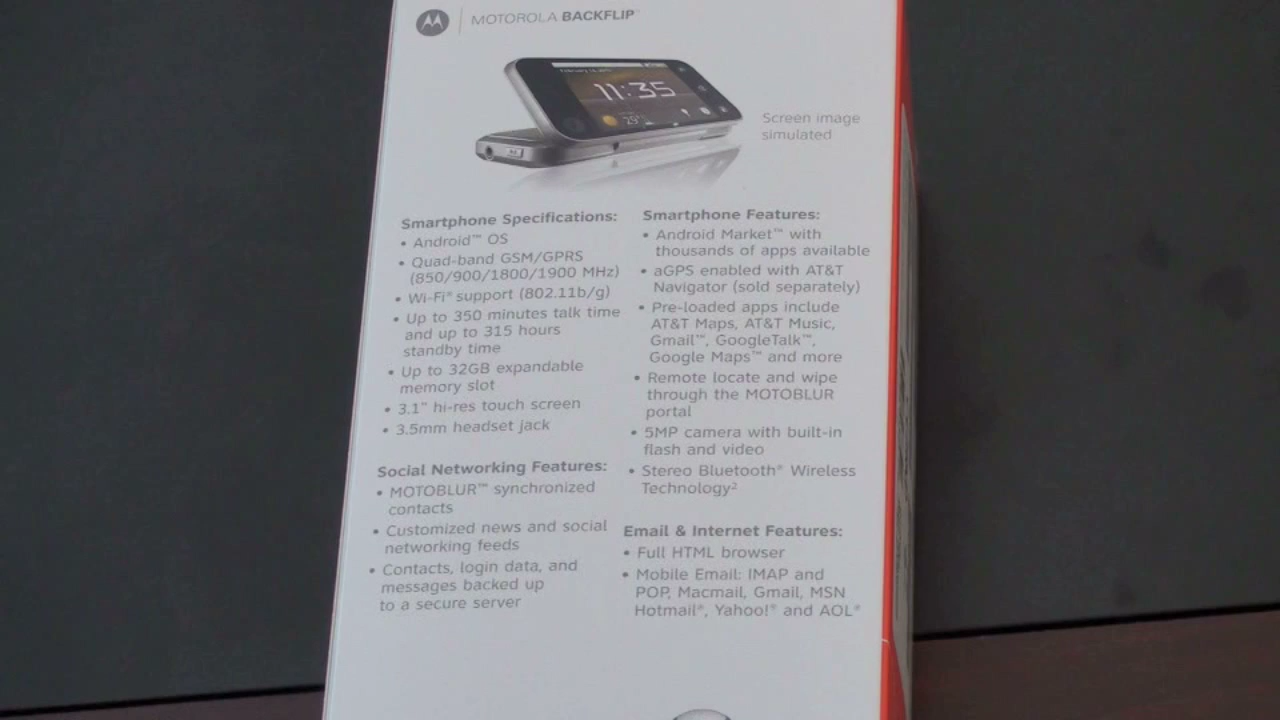 MOTOROLA BACKFLIP™
11:35
29°
Screen image
simulated
Smartphone Specifications:
• Android™ OS
• Quad-band GSM/GPRS
(850/900/1800/1900 MHz)
• Wi-Fi® support (802.11b/g)
• Up to 350 minutes talk time
and up to 315 hours
standby time
• Up to 32GB expandable
memory slot
• 3.1" hi-res touch screen
• 3.5mm headset jack
Social Networking Features:
• MOTOBLUR™ synchronized
contacts
• Customized news and social
networking feeds
• Contacts, login data, and
messages backed up
to a secure server
Smartphone Features:
• Android Market™ with
thousands of apps available
• aGPS enabled with AT&T
Navigator (sold separately)
• Pre-loaded apps include
AT&T Maps, AT&T Music,
Gmail™, GoogleTalk™,
Google Maps™ and more
• Remote locate and wipe
through the MOTOBLUR
portal
• 5MP camera with built-in
flash and video
• Stereo Bluetooth® Wireless
Technology²
Email & Internet Features:
• Full HTML browser
• Mobile Email: IMAP and
POP, Macmail, Gmail, MSN
Hotmail®, Yahoo!® and AOL®